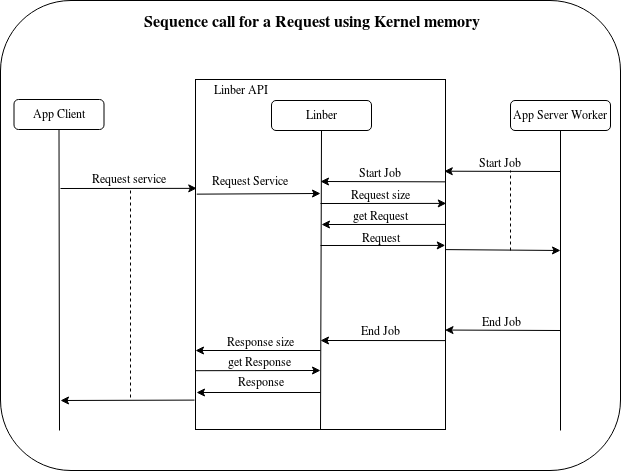 Sequence call for a Request using Kernel memory
Linber API
App Client
Linber
App Server Worker
Start Job
Start Job
Request service
Request Service
Request size
get Request
Request
End Job
End Job
Response size
get Response
Response